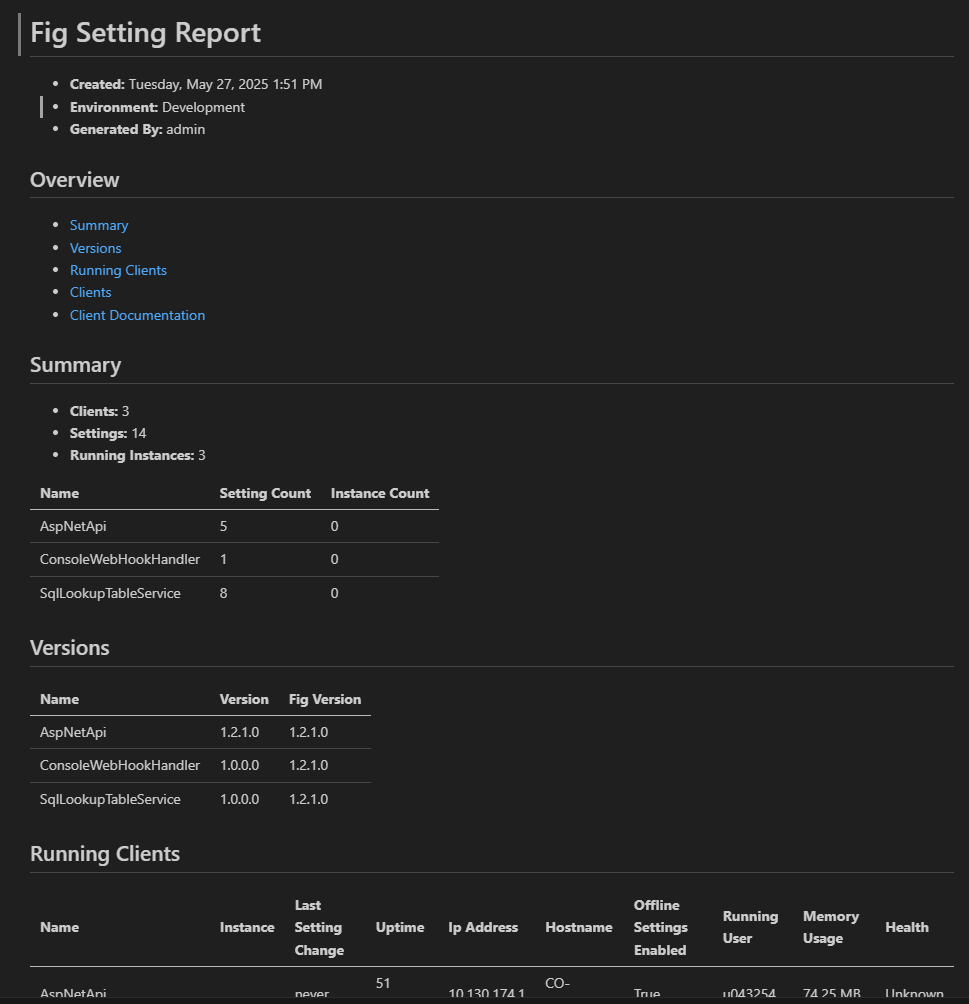 Fig Setting Report
Created: Tuesday, May 27, 2025 1:51 PM
Environment: Development
Generated By: admin
Overview
Summary
Versions
Running Clients
Clients
Client Documentation
Summary
Clients: 3
Settings: 14
Running Instances: 3
Name Setting Count Instance Count
AspNetApi 5 0
ConsoleWebHookHandler 1 0
SqlLookupTableService 8 0
Versions
Name Version Fig Version
AspNetApi 1.2.1.0 1.2.1.0
ConsoleWebHookHandler 1.0.0.0 1.2.1.0
SqlLookupTableService 1.0.0.0 1.2.1.0
Running Clients
Name Instance Last Setting Change Uptime Ip Address Hostname Offline Settings Enabled Running User Memory Usage Health
AspNetApi never 51 10.130.174.1 CO- True u043254 74.25 MB Unknown